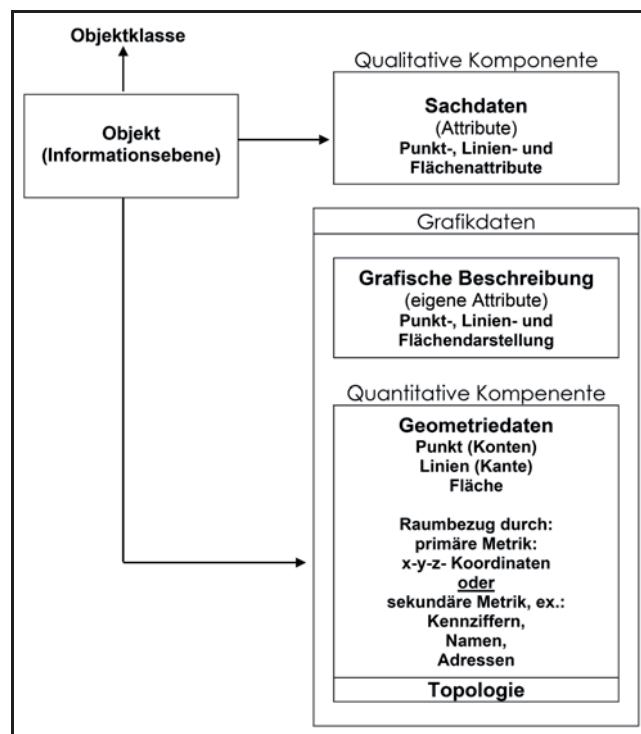 Objektklasse
Objekt
(Informationsebene)
Qualitative Komponente
Sachdaten
(Attribute)
Punkt-, Linien- und
Flächenattribute
Grafikdaten
Grafische Beschreibung
(eigene Attribute)
Punkt-, Linien- und
Flächendarstellung
Quantitative Kompenente
Geometriedaten
Punkt (Konten)
Linien (Kante)
Fläche
Raumbezug durch:
primäre Metrik:
x-y-z- Koordinaten
oder
sekundäre Metrik, ex.:
Kennziffern,
Namen,
Adressen
Topologie